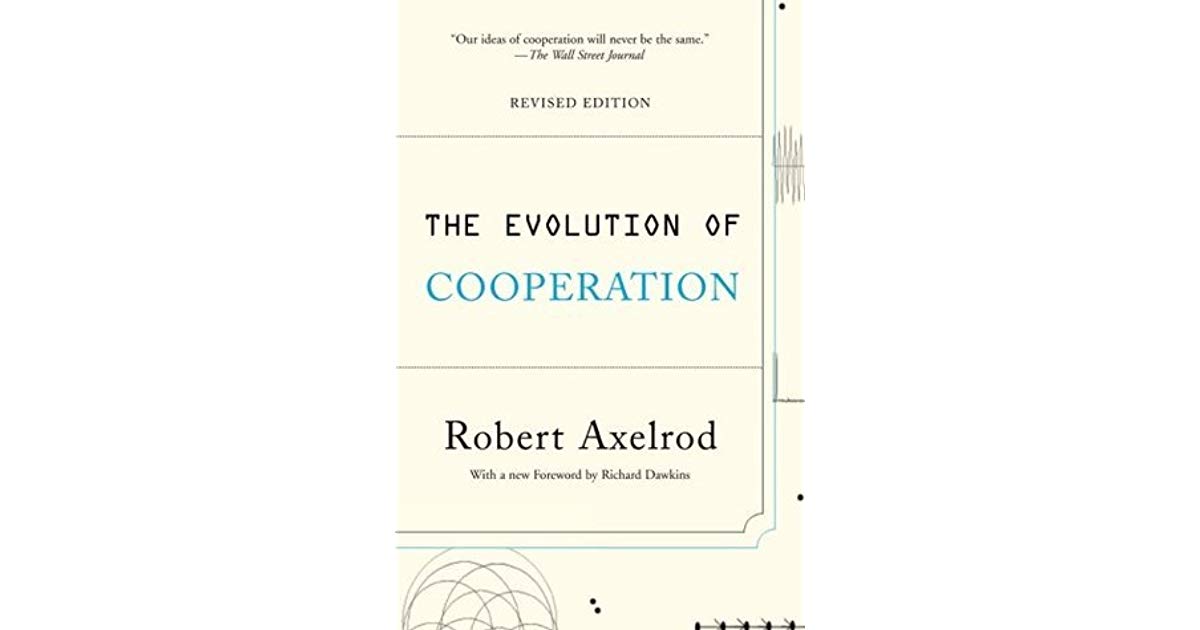 “Our ideas of cooperation will never be the same.”
—The Wall Street Journal
REVISED EDITION
THE EVOLUTION OF
COOPERATION
Robert Axelrod
With a new Foreword by Richard Dawkins